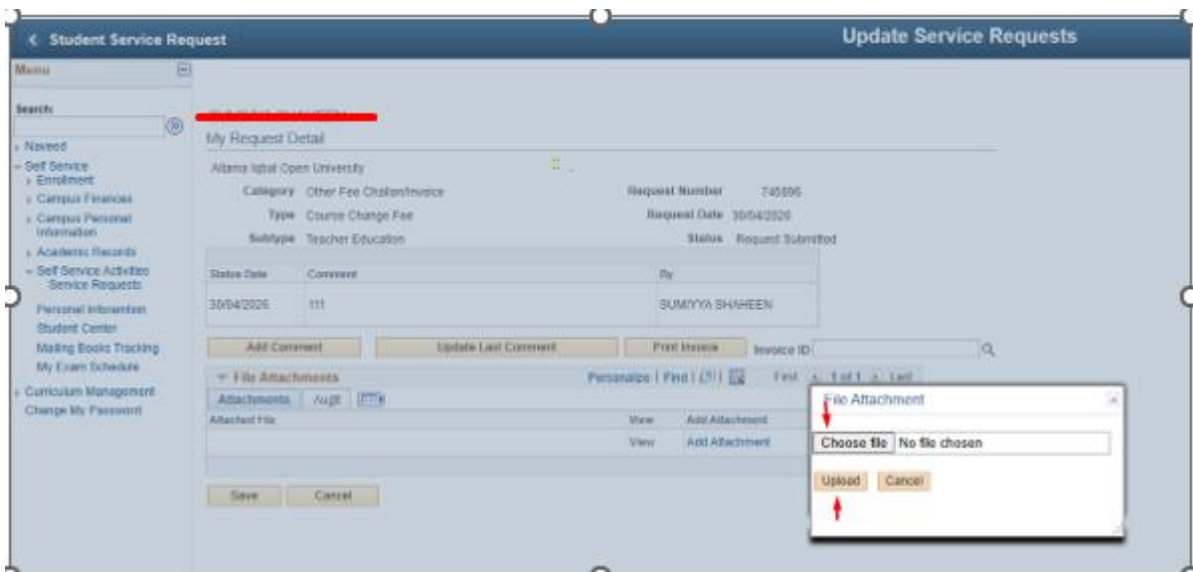 Student Service Request
Update Service Requests
Menu
Search:
Naveed
Self Service
Enrollment
Campus Finances
Campus Personal
Information
Academic Records
Self Service Activities
Service Requests
Personal Information
Student Center
Mailing Books Tracking
My Exam Schedule
Curriculum Management
Change My Password
My Request Detail
Allama Iqbal Open University
Category Other Fee Challan/Invoice
Request Number 745896
Type Course Change Fee
Request Date 30/04/2026
Subtype Teacher Education
Status Request Submitted
Status Date Comment By
30/04/2026 111 SUMIYYA SHAHEEN
Add Comment Update Last Comment Print Invoice Invoice ID
File Attachments Personalize | Find | First 1 of 1 Last
Attachments Audit
Attached File View Add Attachment
View Add Attachment
Save Cancel
File Attachment
Choose file No file chosen
Upload Cancel